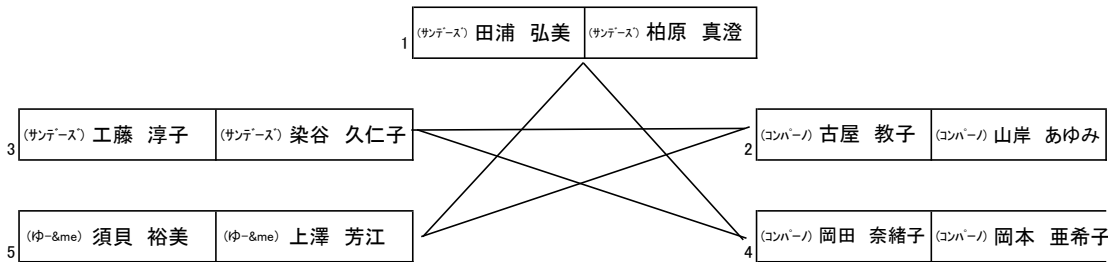 1 (ｻﾝﾃﾞｰｽﾞ) 田浦 弘美 (ｻﾝﾃﾞｰｽﾞ) 柏原 真澄
3 (ｻﾝﾃﾞｰｽﾞ) 工藤 淳子 (ｻﾝﾃﾞｰｽﾞ) 染谷 久仁子
2 (ｺﾝﾊﾟｰﾉ) 古屋 教子 (ｺﾝﾊﾟｰﾉ) 山岸 あゆみ
5 (ゆｰ&me) 須貝 裕美 (ゆｰ&me) 上澤 芳江
4 (ｺﾝﾊﾟｰﾉ) 岡田 奈緒子 (ｺﾝﾊﾟｰﾉ) 岡本 亜希子